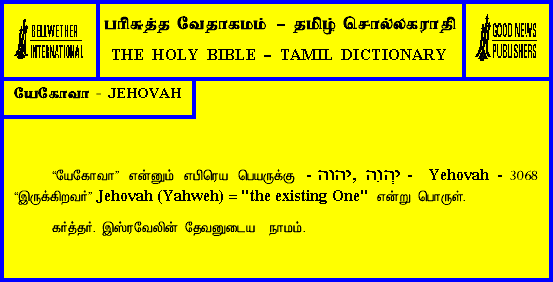 BELLWETHER
INTERNATIONAL
பரிசுத்த வேதாகமம் – தமிழ் சொல்லகராதி
THE HOLY BIBLE – TAMIL DICTIONARY
GOOD NEWS
PUBLISHERS
யேகோவா - JEHOVAH
“யேகோவா” என்னும் எபிரெய பெயருக்கு - יהוה, יְהֹוָה - Yehovah - 3068
“இருக்கிறவர்” Jehovah (Yahweh) = "the existing One" என்று பொருள்.
கர்த்தர். இஸ்ரவேலின் தேவனுடைய நாமம்.